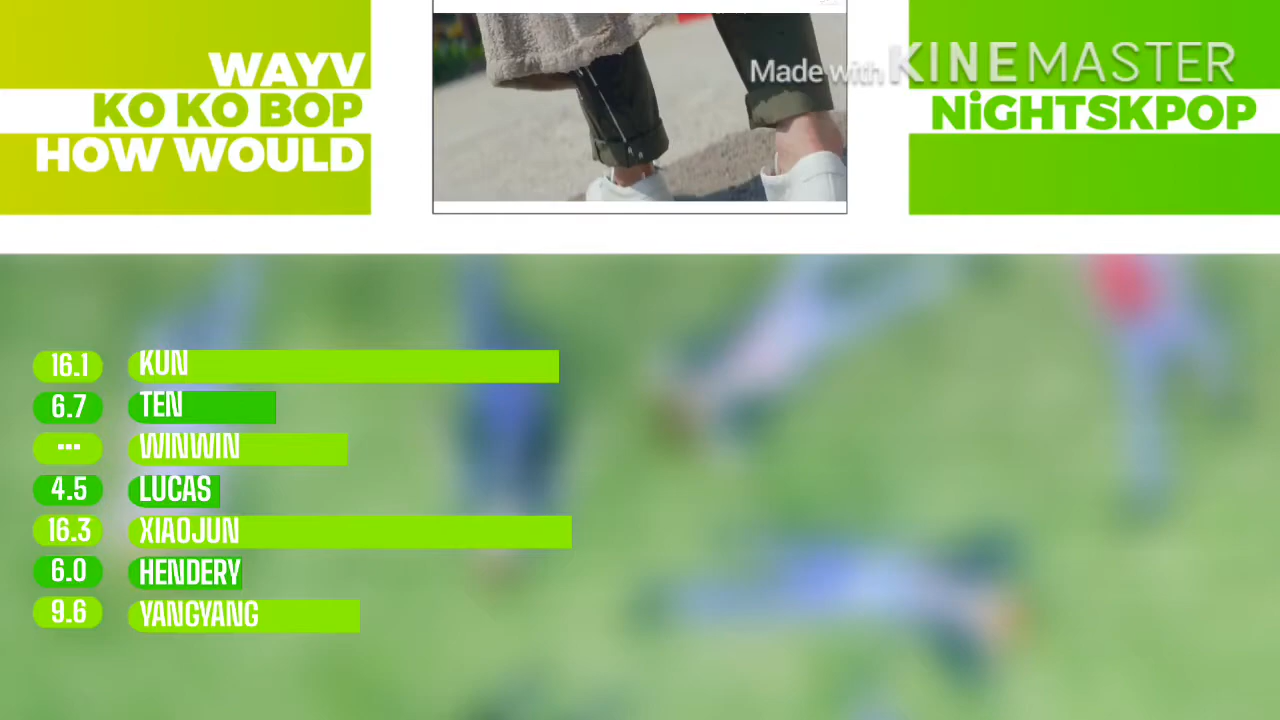 WAYV
KO KO BOP
HOW WOULD
Made with KINEMASTER
NiGHTSKPOP
16.1 KUN
6.7 TEN
--- WINWIN
4.5 LUCAS
16.3 XIAOJUN
6.0 HENDERY
9.6 YANGYANG